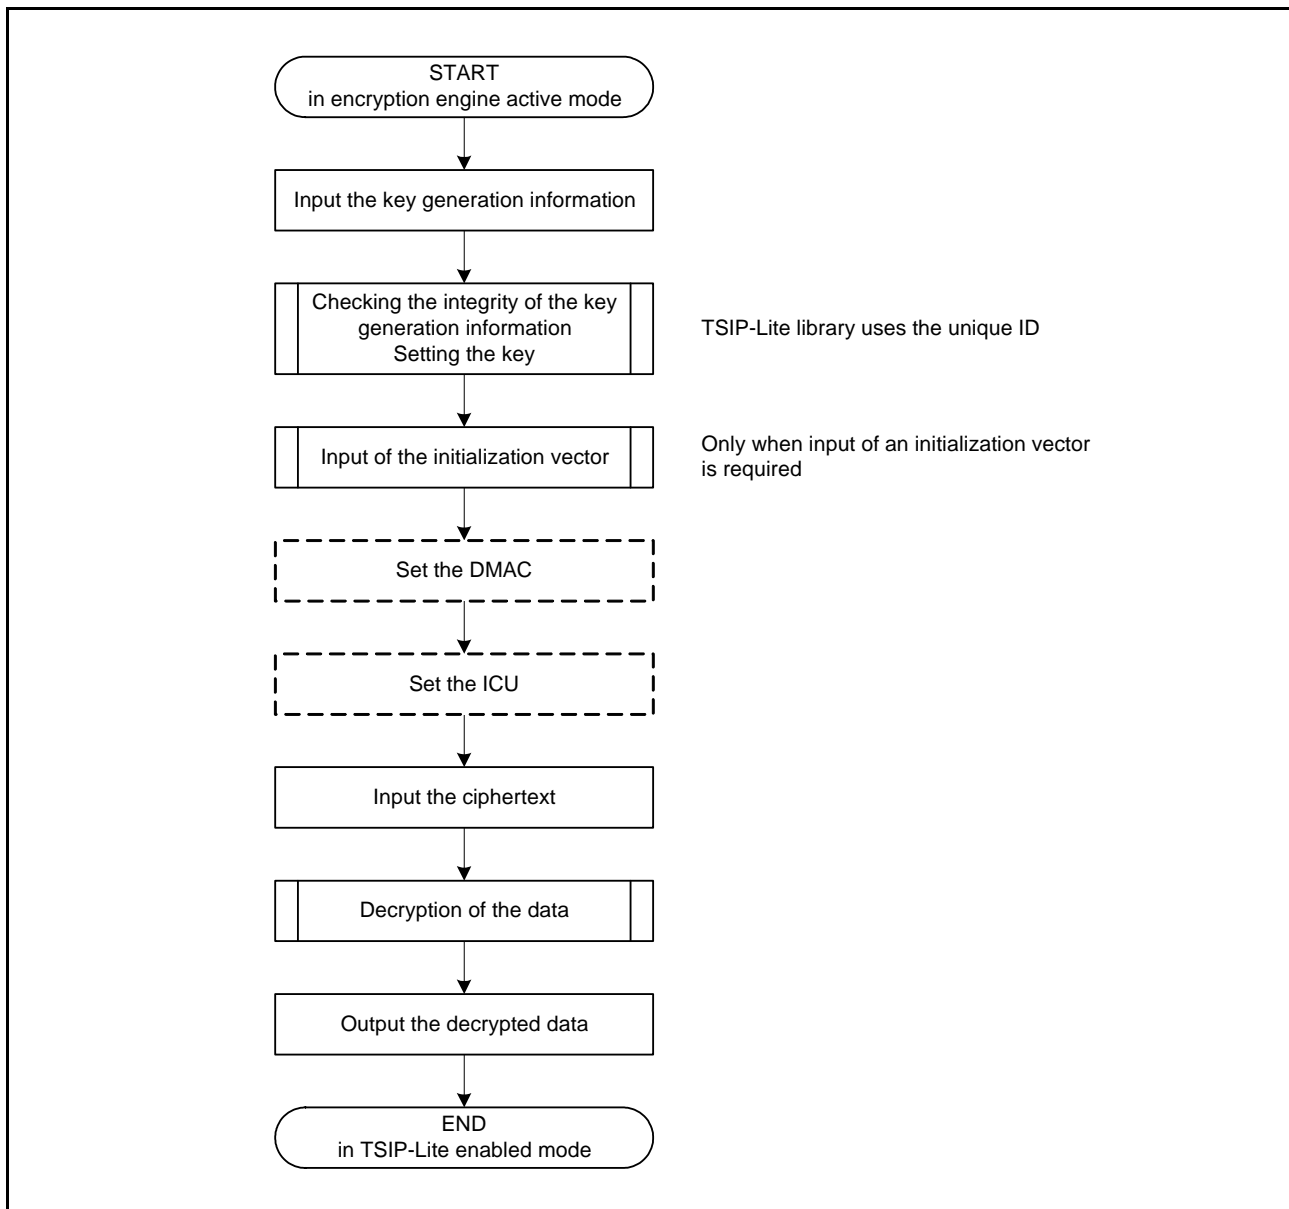 START
in encryption engine active mode
Input the key generation information
Checking the integrity of the key
generation information
Setting the key
TSIP-Lite library uses the unique ID
Input of the initialization vector
Only when input of an initialization vector
is required
Set the DMAC
Set the ICU
Input the ciphertext
Decryption of the data
Output the decrypted data
END
in TSIP-Lite enabled mode